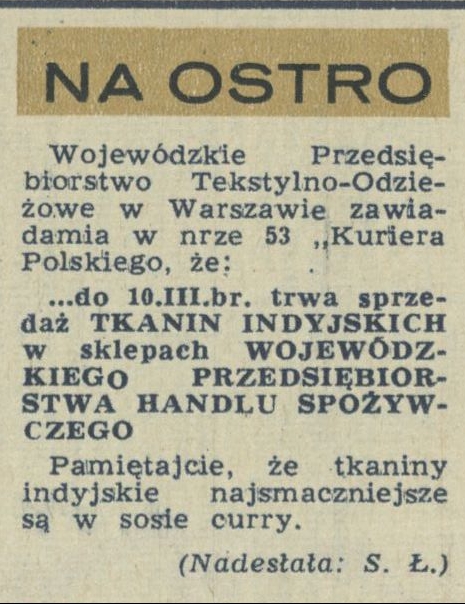 NA OSTRO
Wojewódzkie Przedsię-
biorstwo Tekstylno-Odzie-
żowe w Warszawie zawia-
damia w nrze 53 „Kuriera
Polskiego, że:
...do 10.III.br. trwa sprze-
daż TKANIN INDYJSKICH
w sklepach WOJEWÓDZ-
KIEGO PRZEDSIĘBIOR-
STWA HANDLU SPOŻYW-
CZEGO
Pamiętajcie, że tkaniny
indyjskie najsmaczniejsze
są w sosie curry.
(Nadesłała: S. Ł.)